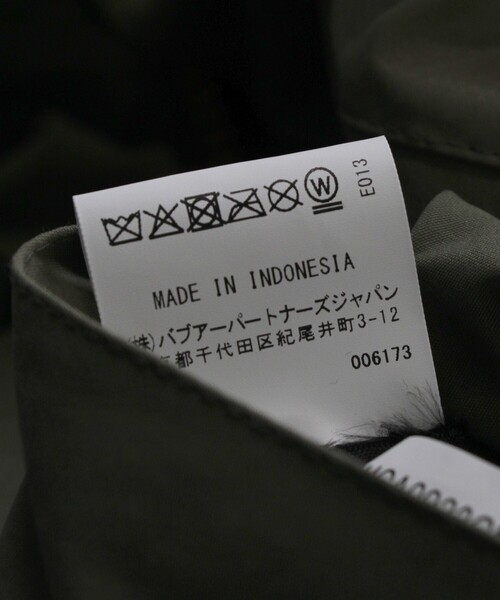 W
E013
MADE IN INDONESIA
(株)バブアーパートナーズジャパン
都千代田区紀尾井町3-12
006173